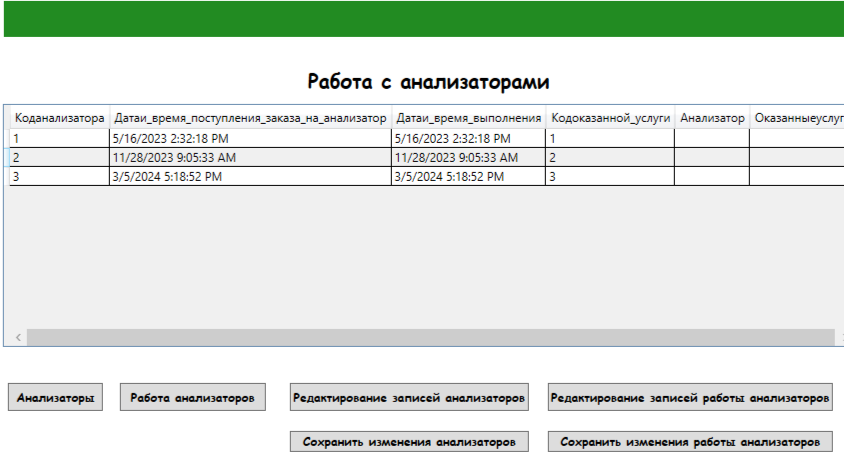 Работа с анализаторами
Коданализатора Датаи_время_поступления_заказа_на_анализатор Датаи_время_выполнения Кодоказанной_услуги Анализатор Оказанныеуслуг
1 5/16/2023 2:32:18 PM 5/16/2023 2:32:18 PM 1
2 11/28/2023 9:05:33 AM 11/28/2023 9:05:33 AM 2
3 3/5/2024 5:18:52 PM 3/5/2024 5:18:52 PM 3
Анализаторы Работа анализаторов Редактирование записей анализаторов Редактирование записей работы анализаторов
Сохранить изменения анализаторов Сохранить изменения работы анализаторов